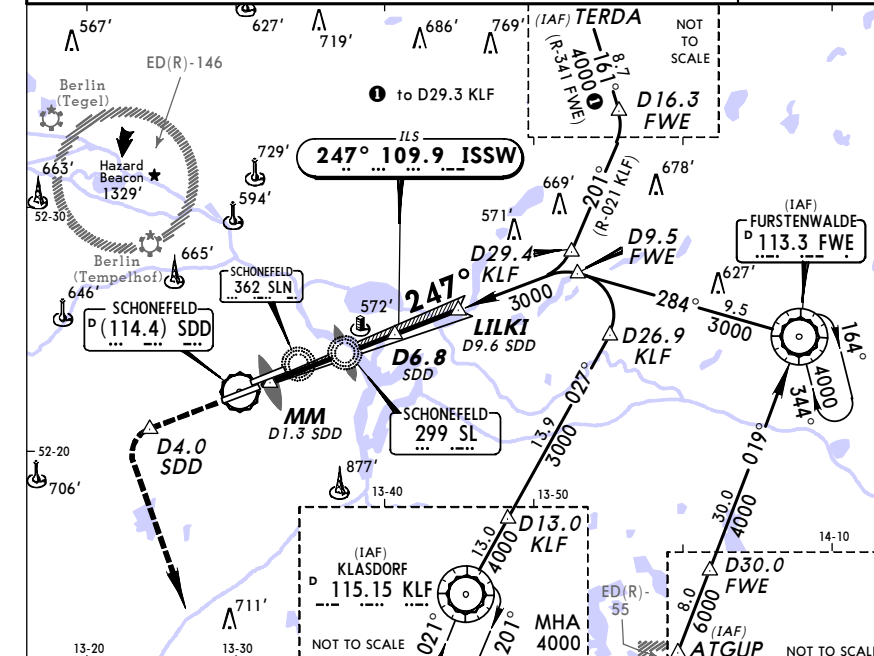 567'
627'
719'
686'
769'
(IAF) TERDA
NOT
TO
SCALE
8.7
161°
4000 1
(R-341 FWE)
D16.3
FWE
ED(R)-146
1 to D29.3 KLF
Berlin
(Tegel)
ILS
247° 109.9 ISSW
Hazard
Beacon
1329'
663'
52-30
729'
594'
678'
669'
571'
201°
(R-021 KLF)
(IAF)
FURSTENWALDE
D 113.3 FWE
Berlin
(Tempelhof)
665'
646'
SCHONEFELD
362 SLN
SCHONEFELD
D (114.4) SDD
572'
247°
D29.4
KLF
D9.5
FWE
627'
3000
284°
9.5
3000
LILKI
D9.6 SDD
D6.8
SDD
D26.9
KLF
164°
4000
344°
MM
D1.3 SDD
SCHONEFELD
299 SL
027°
13.9
3000
D4.0
SDD
52-20
706'
877'
13-40
13-50
019°
30.0
4000
14-10
D13.0
KLF
13.0
4000
(IAF)
KLASDORF
D 115.15 KLF
D30.0
FWE
ED(R)-
55
8.0
6000
711'
MHA
4000
021°
201°
(IAF)
ATGUP
13-20
13-30
NOT TO SCALE
NOT TO SCAL